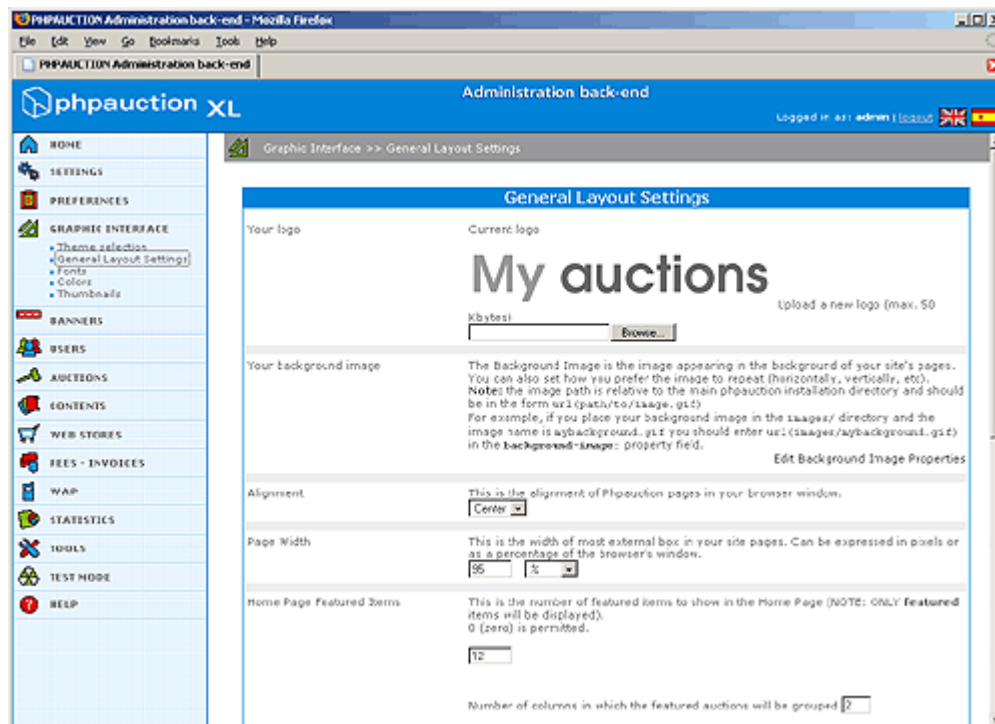 PHPAUCTION Administration back-end - Mozilla Firefox
File Edit View Go Bookmarks Tools Help
PHPAUCTION Administration back-end
phpauction XL
Administration back-end
Logged in as: admin | logout
HOME
SETTINGS
PREFERENCES
GRAPHIC INTERFACE
Theme selection
General Layout Settings
Fonts
Colors
Thumbnails
BANNERS
USERS
AUCTIONS
CONTENTS
WEB STORES
FEES - INVOICES
WAP
STATISTICS
TOOLS
TEST MODE
HELP
Graphic Interface >> General Layout Settings
General Layout Settings
Your logo
Current logo
My auctions
Upload a new logo (max. 50
Kbytes)
Browse...
Your background image
The Background Image is the image appearing in the background of your site's pages.
You can also set how you prefer the image to repeat (horizontally, vertically, etc).
Note: the image path is relative to the main phpauction installation directory and should
be in the form url(path/to/image.gif)
For example, if you place your background image in the images/ directory and the
image name is mybackground.gif you should enter url(images/mybackground.gif)
in the background-image: property field.
Edit Background Image Properties
Alignment
This is the alignment of Phpauction pages in your browser window.
Center
Page Width
This is the width of most external box in your site pages. Can be expressed in pixels or
as a percentage of the browser's window.
95 %
Home Page Featured Items
This is the number of featured items to show in the Home Page (NOTE: ONLY featured
items will be displayed).
0 (zero) is permitted.
12
Number of columns in which the featured auctions will be grouped 2